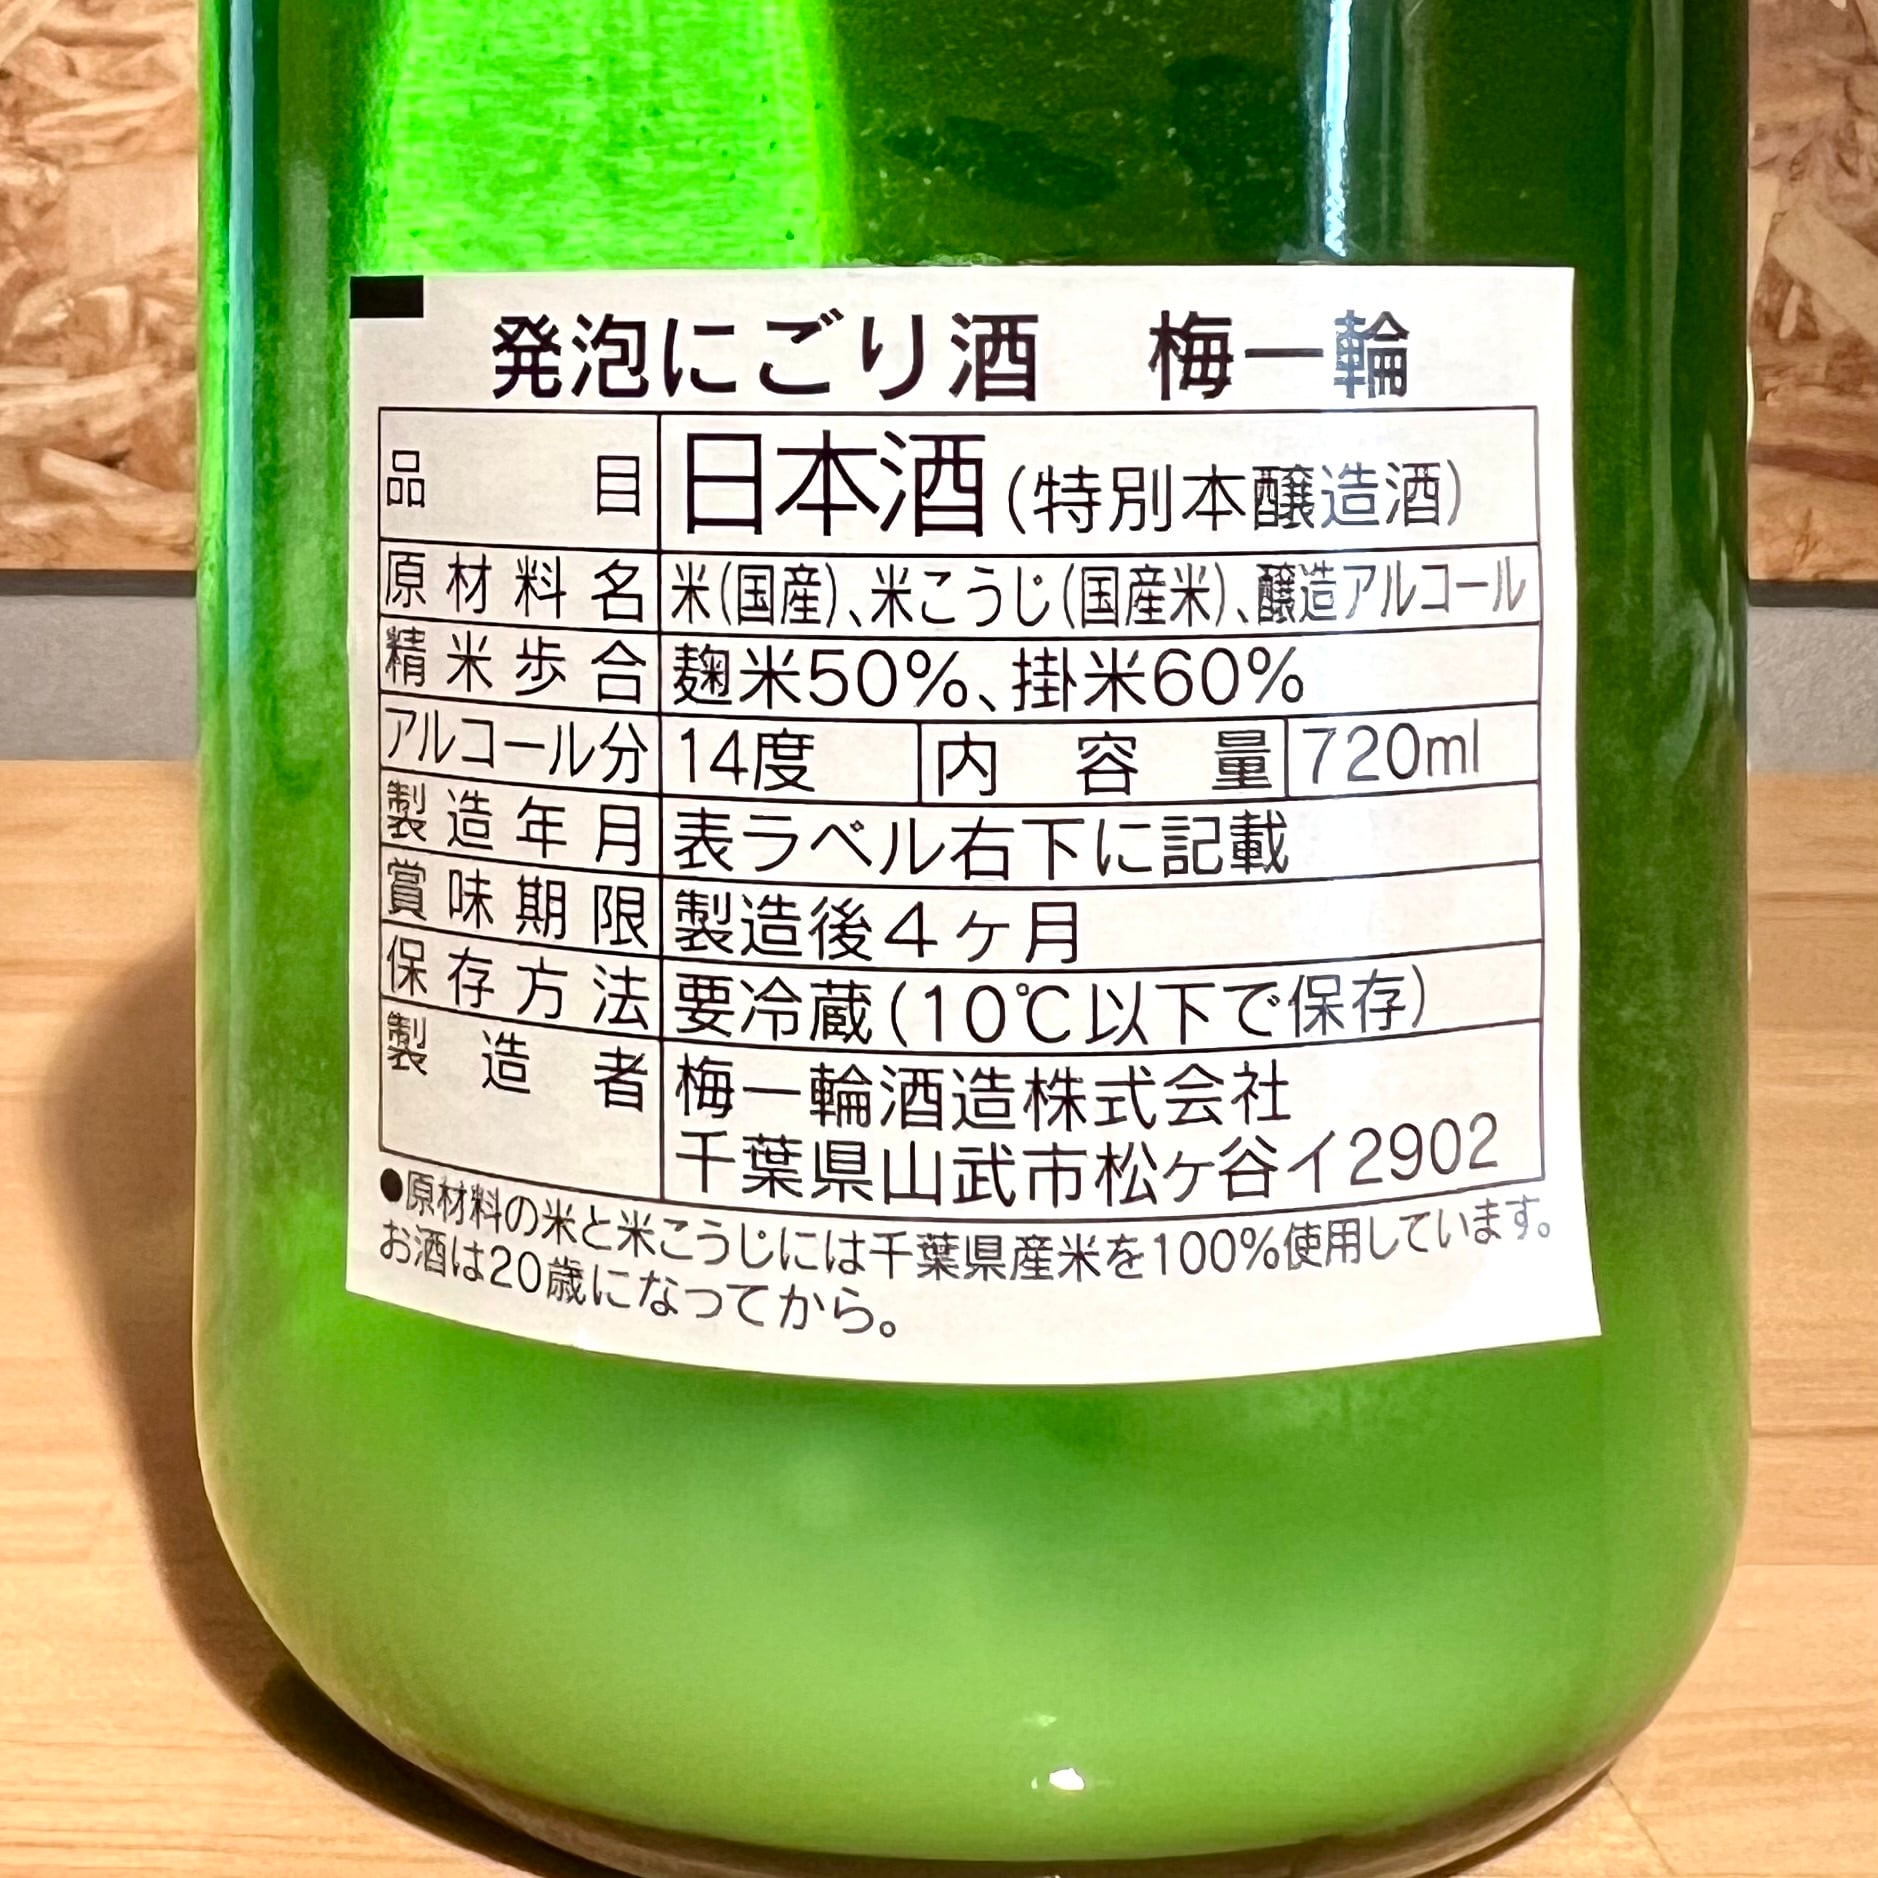 発泡にごり酒 梅一輪
品目 日本酒(特別本醸造酒)
原材料名 米(国産)、米こうじ(国産米)、醸造アルコール
精米歩合 麹米50%、掛米60%
アルコール分 14度 内容量 720ml
製造年月 表ラベル右下に記載
賞味期限 製造後4ヶ月
保存方法 要冷蔵(10℃以下で保存)
製造者 梅一輪酒造株式会社
千葉県山武市松ヶ谷イ2902
●原材料の米と米こうじには千葉県産米を100%使用しています。
お酒は20歳になってから。